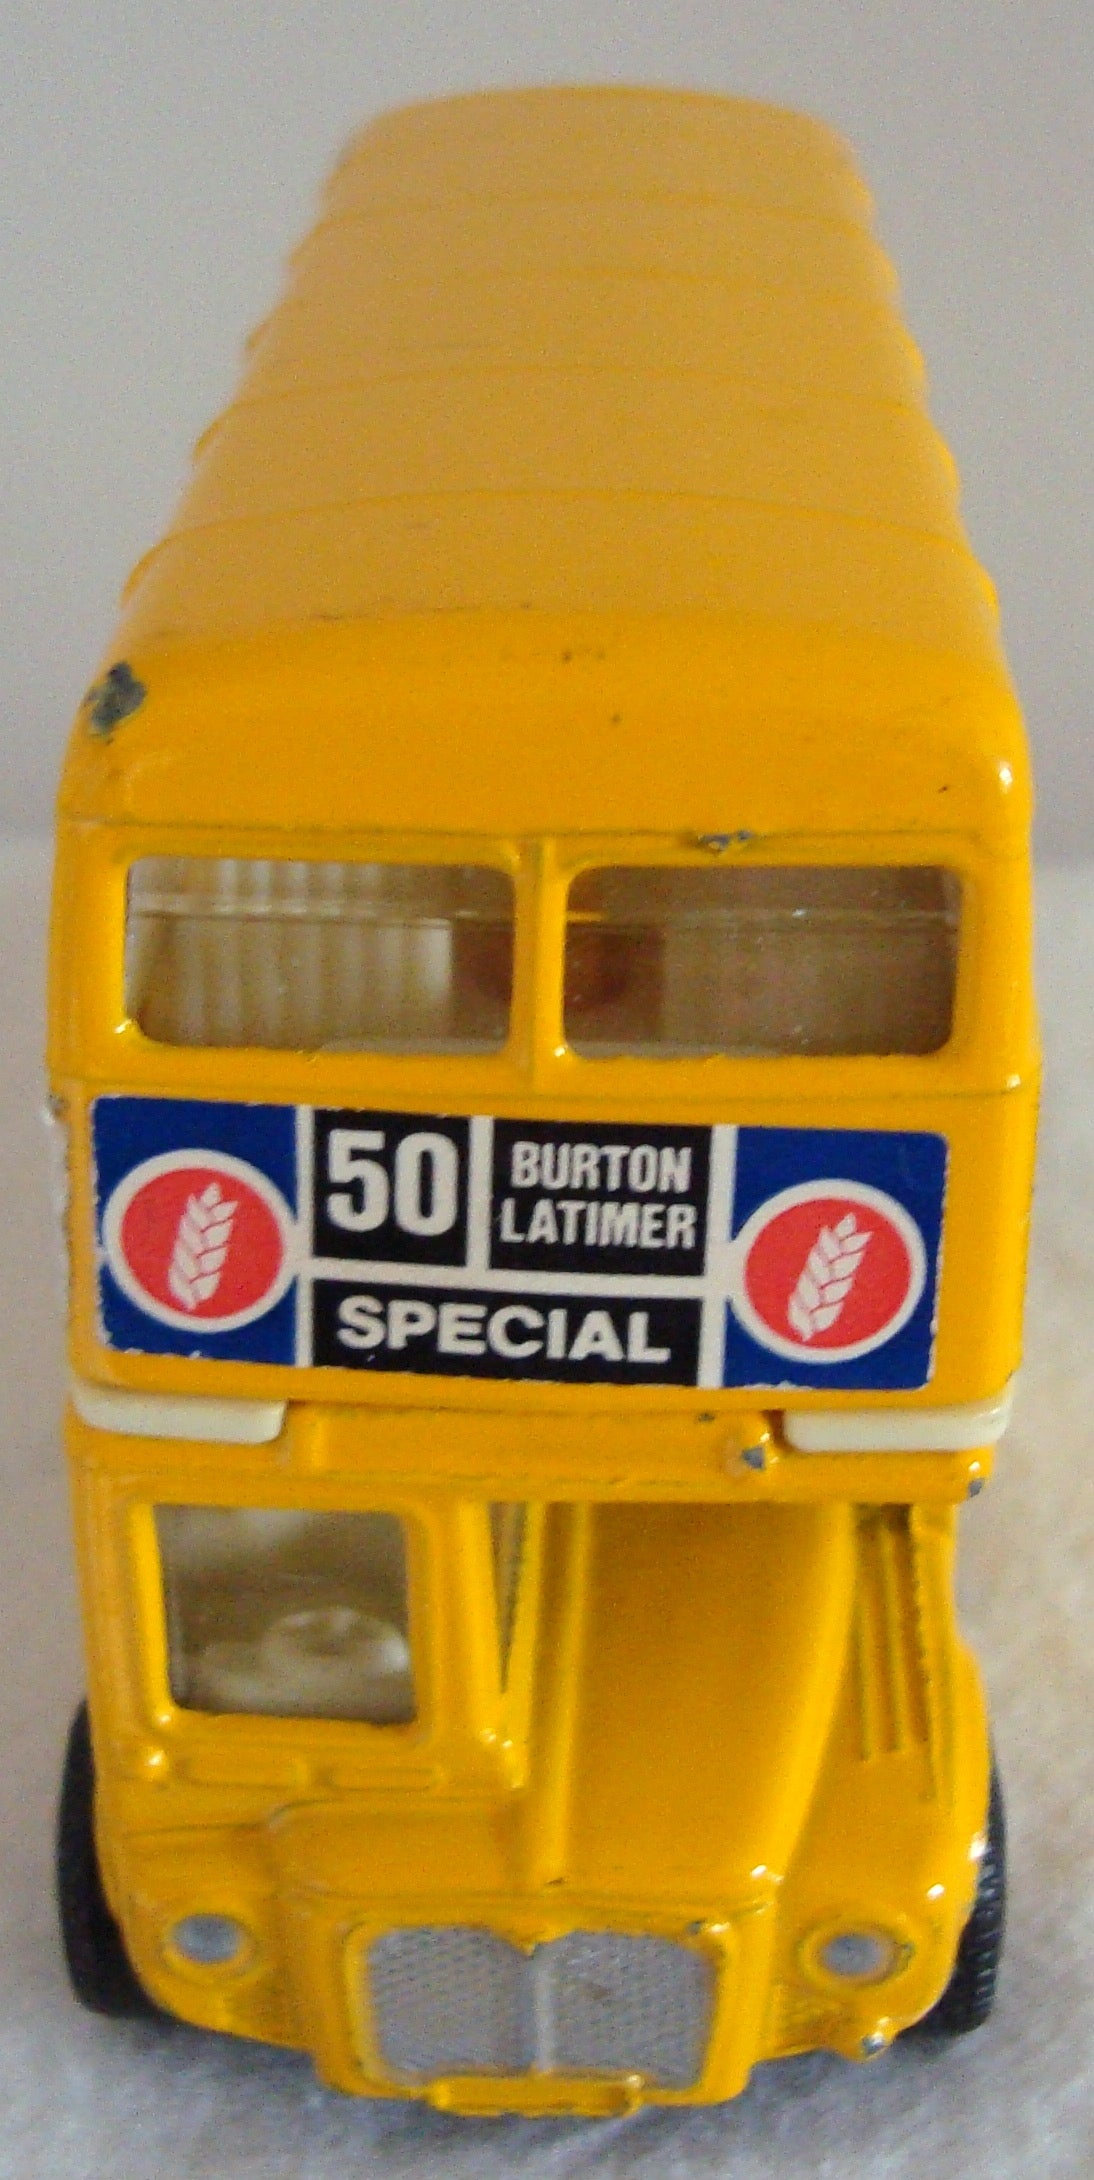 50
BURTON
LATIMER
SPECIAL